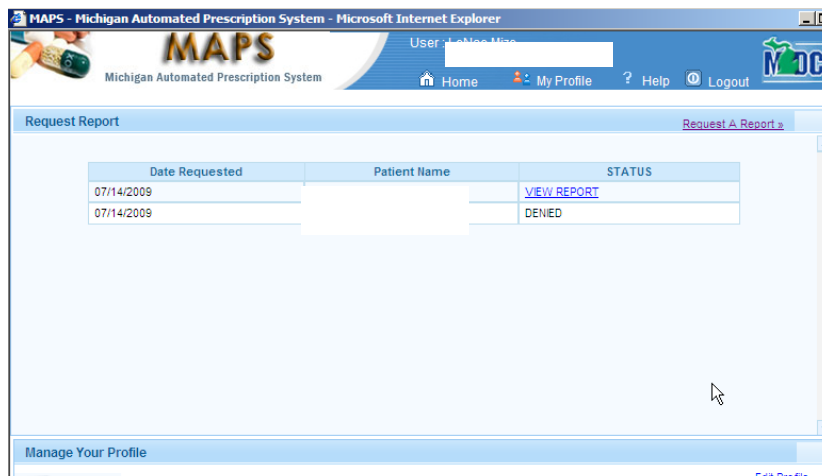 MAPS - Michigan Automated Prescription System - Microsoft Internet Explorer
MAPS
Michigan Automated Prescription System
User :
Home My Profile ? Help Logout
Request Report
Request A Report »
Date Requested Patient Name STATUS
07/14/2009 VIEW REPORT
07/14/2009 DENIED
Manage Your Profile